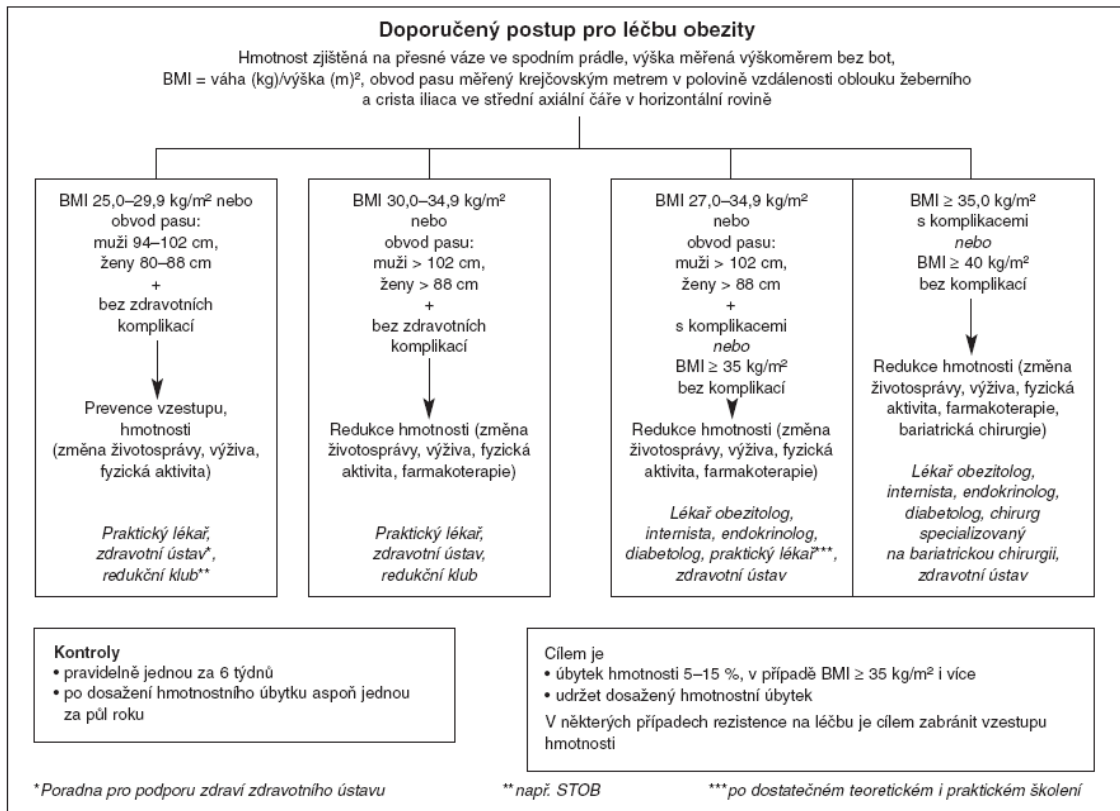 Doporučený postup pro léčbu obezity
Hmotnost zjištěná na přesné váze ve spodním prádle, výška měřená výškoměrem bez bot,
BMI = váha (kg)/výška (m)², obvod pasu měřený krejčovským metrem v polovině vzdálenosti oblouku žeberního
a crista iliaca ve střední axiální čáře v horizontální rovině
BMI 25,0–29,9 kg/m² nebo
obvod pasu:
muži 94–102 cm,
ženy 80–88 cm
+
bez zdravotních
komplikací
Prevence vzestupu,
hmotnosti
(změna životosprávy, výživa,
fyzická aktivita)
Praktický lékař,
zdravotní ústav*,
redukční klub**
BMI 30,0–34,9 kg/m²
nebo
obvod pasu:
muži > 102 cm,
ženy > 88 cm
+
bez zdravotních
komplikací
Redukce hmotnosti (změna
životosprávy, výživa, fyzická
aktivita, farmakoterapie)
Praktický lékař,
zdravotní ústav,
redukční klub
BMI 27,0–34,9 kg/m²
nebo
obvod pasu:
muži > 102 cm,
ženy > 88 cm
+
s komplikacemi
nebo
BMI ≥ 35 kg/m²
bez komplikací
Redukce hmotnosti (změna
životosprávy, výživa, fyzická
aktivita, farmakoterapie)
Lékař obezitolog,
internista, endokrinolog,
diabetolog, praktický lékař***,
zdravotní ústav
BMI ≥ 35,0 kg/m²
s komplikacemi
nebo
BMI ≥ 40 kg/m²
bez komplikací
Redukce hmotnosti (změna
životosprávy, výživa, fyzická
aktivita, farmakoterapie,
bariatrická chirurgie)
Lékař obezitolog,
internista, endokrinolog,
diabetolog, chirurg
specializovaný
na bariatrickou chirurgii,
zdravotní ústav
Kontroly
• pravidelně jednou za 6 týdnů
• po dosažení hmotnostního úbytku aspoň jednou
za půl roku
Cílem je
• úbytek hmotnosti 5–15 %, v případě BMI ≥ 35 kg/m² i více
• udržet dosažený hmotnostní úbytek
V některých případech rezistence na léčbu je cílem zabránit vzestupu
hmotnosti
*Poradna pro podporu zdraví zdravotního ústavu
**např. STOB
***po dostatečném teoretickém i praktickém školení